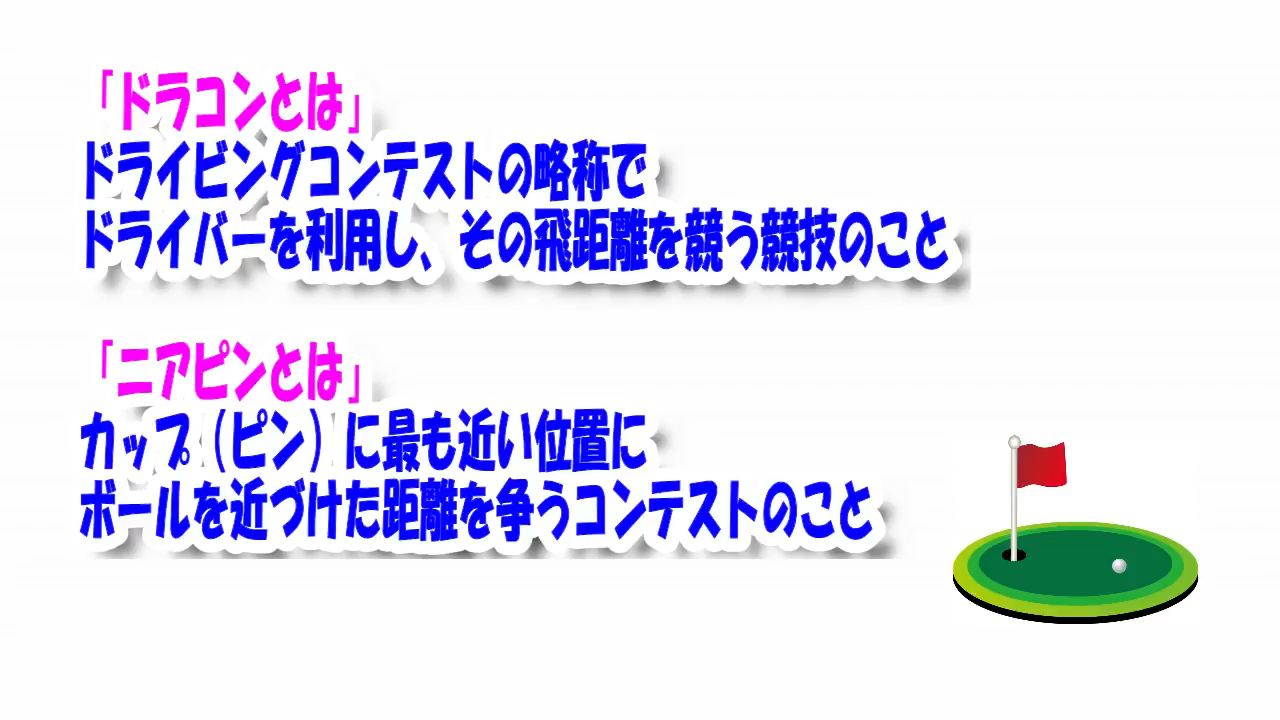 「ドラコンとは」
ドライビングコンテストの略称で
ドライバーを利用し、その飛距離を競う競技のこと
「ニアピンとは」
カップ（ピン）に最も近い位置に
ボールを近づけた距離を争うコンテストのこと